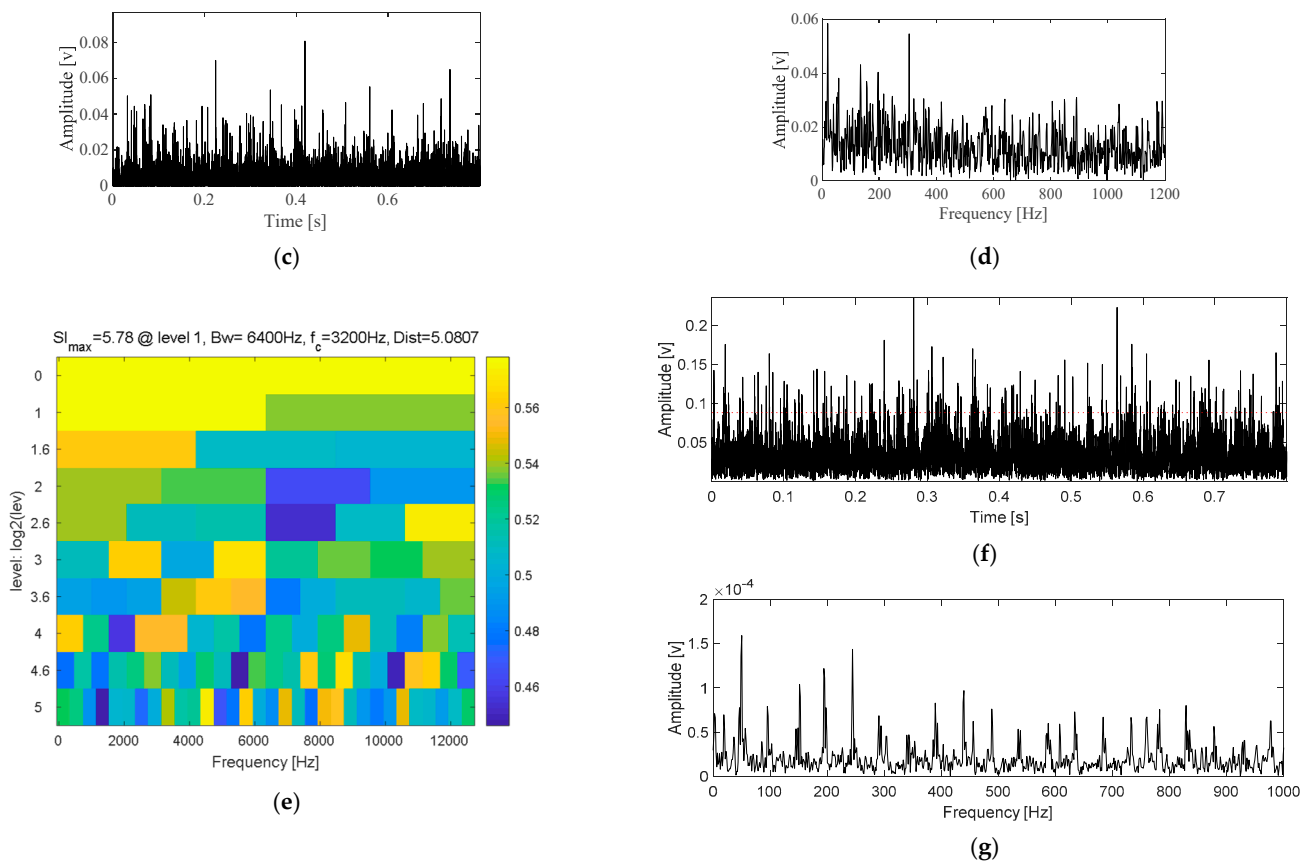 0.08
0.06
0.04
0.02
0
Amplitude [v]
0 0.2 0.4 0.6
Time [s]
(c)
0.06
0.04
0.02
0
Amplitude [v]
0 200 400 600 800 1000 1200
Frequency [Hz]
(d)
SI_max=5.78 @ level 1, Bw= 6400Hz, f_c=3200Hz, Dist=5.0807
level: log2(lev)
0
1
1.6
2
2.6
3
3.6
4
4.6
5
0 2000 4000 6000 8000 10000 12000
Frequency [Hz]
0.56
0.54
0.52
0.5
0.48
0.46
(e)
0.2
0.15
0.1
0.05
Amplitude [v]
0 0.1 0.2 0.3 0.4 0.5 0.6 0.7
Time [s]
(f)
×10⁻⁴
2
1.5
1
0.5
0
Amplitude [v]
0 100 200 300 400 500 600 700 800 900 1000
Frequency [Hz]
(g)